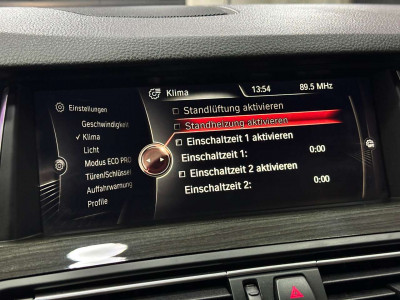 Klima
13:54
89.5 MHz
Einstellungen
Geschwindigkeit
Klima
Licht
Modus ECO PRO
Türen/Schlüssel
Auffahrwarnung
Profile
Standlüftung aktivieren
Standheizung aktivieren
Einschaltzeit 1 aktivieren
Einschaltzeit 1: 0:00
Einschaltzeit 2 aktivieren
Einschaltzeit 2: 0:00